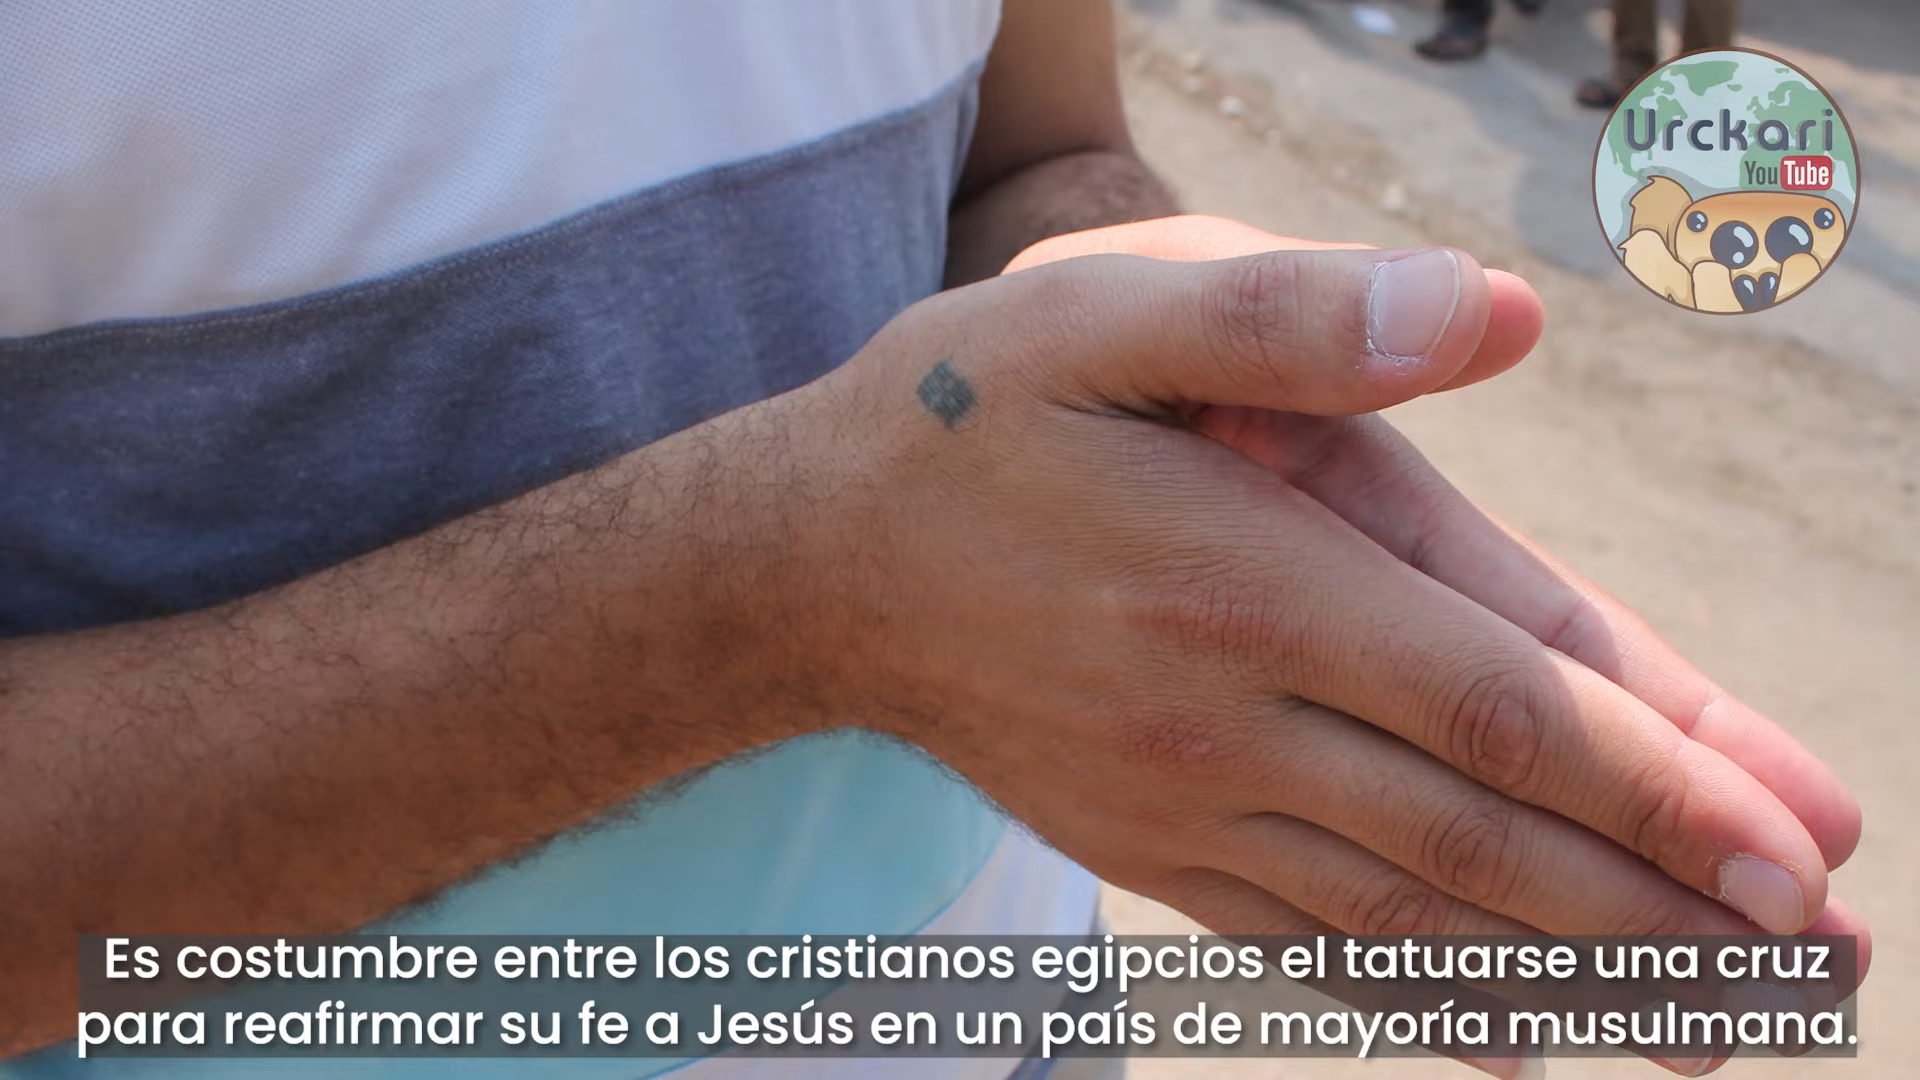 Urckari
YouTube
Es costumbre entre los cristianos egipcios el tatuarse una cruz
para reafirmar su fe a Jesús en un país de mayoría musulmana.